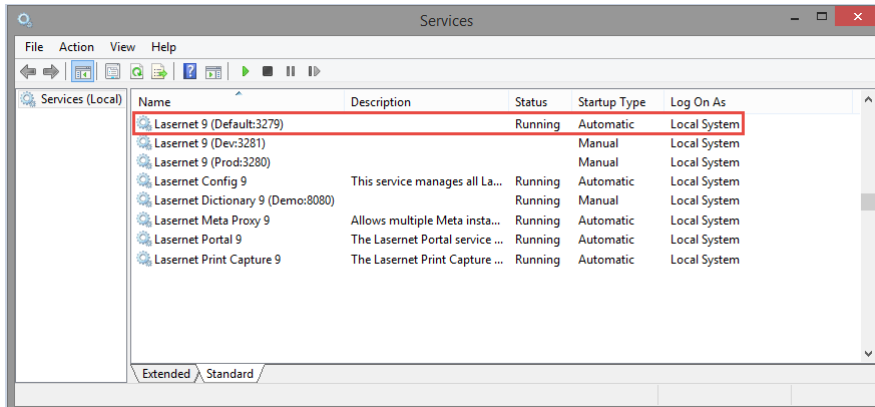 Services
File Action View Help
Services (Local)
Name Description Status Startup Type Log On As
Lasernet 9 (Default:3279) Running Automatic Local System
Lasernet 9 (Dev:3281) Manual Local System
Lasernet 9 (Prod:3280) Manual Local System
Lasernet Config 9 This service manages all La... Running Automatic Local System
Lasernet Dictionary 9 (Demo:8080) Running Manual Local System
Lasernet Meta Proxy 9 Allows multiple Meta insta... Running Automatic Local System
Lasernet Portal 9 The Lasernet Portal service ... Running Automatic Local System
Lasernet Print Capture 9 The Lasernet Print Capture ... Running Automatic Local System
Extended Standard